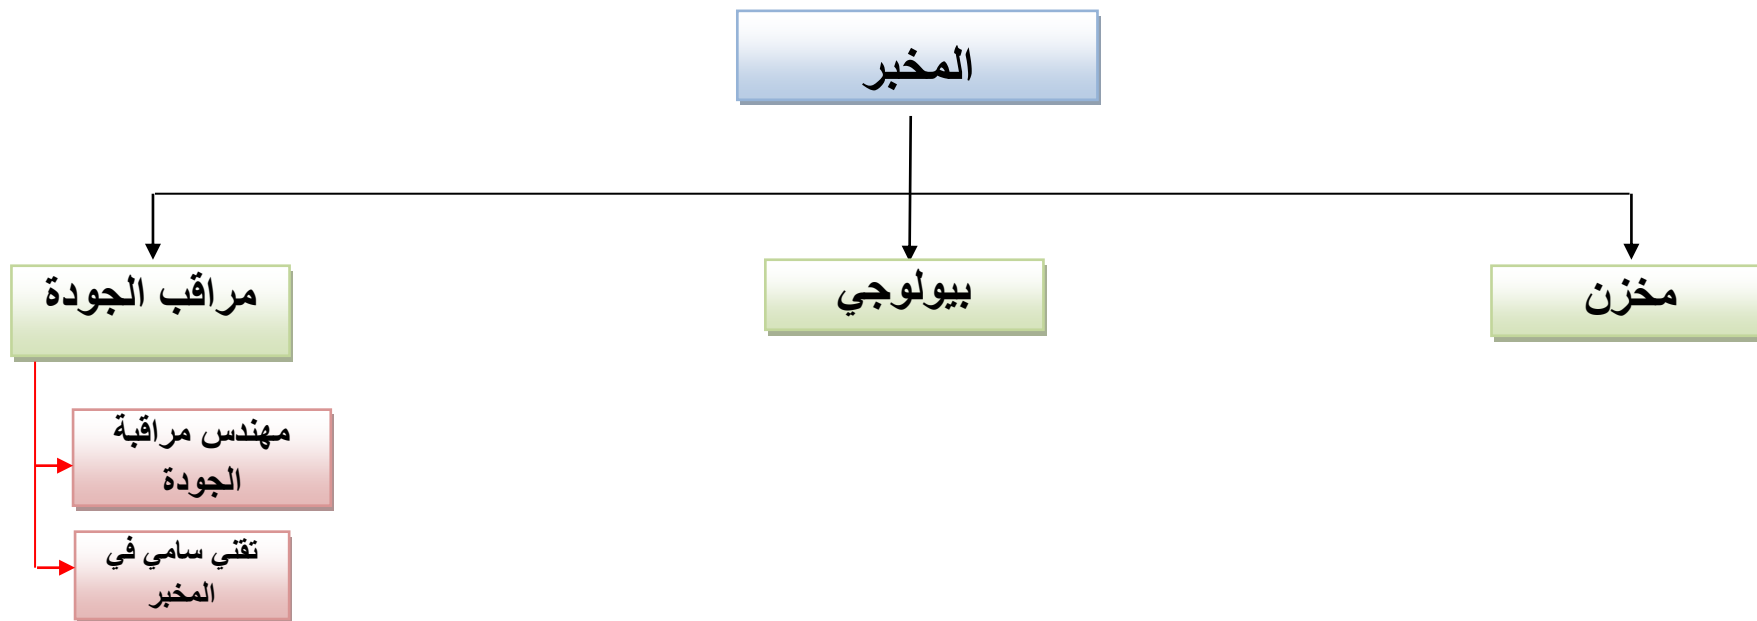 المخبر
مخزن
بيولوجي
مراقب الجودة
مهندس مراقبة
الجودة
تقني سامي في
المخبر